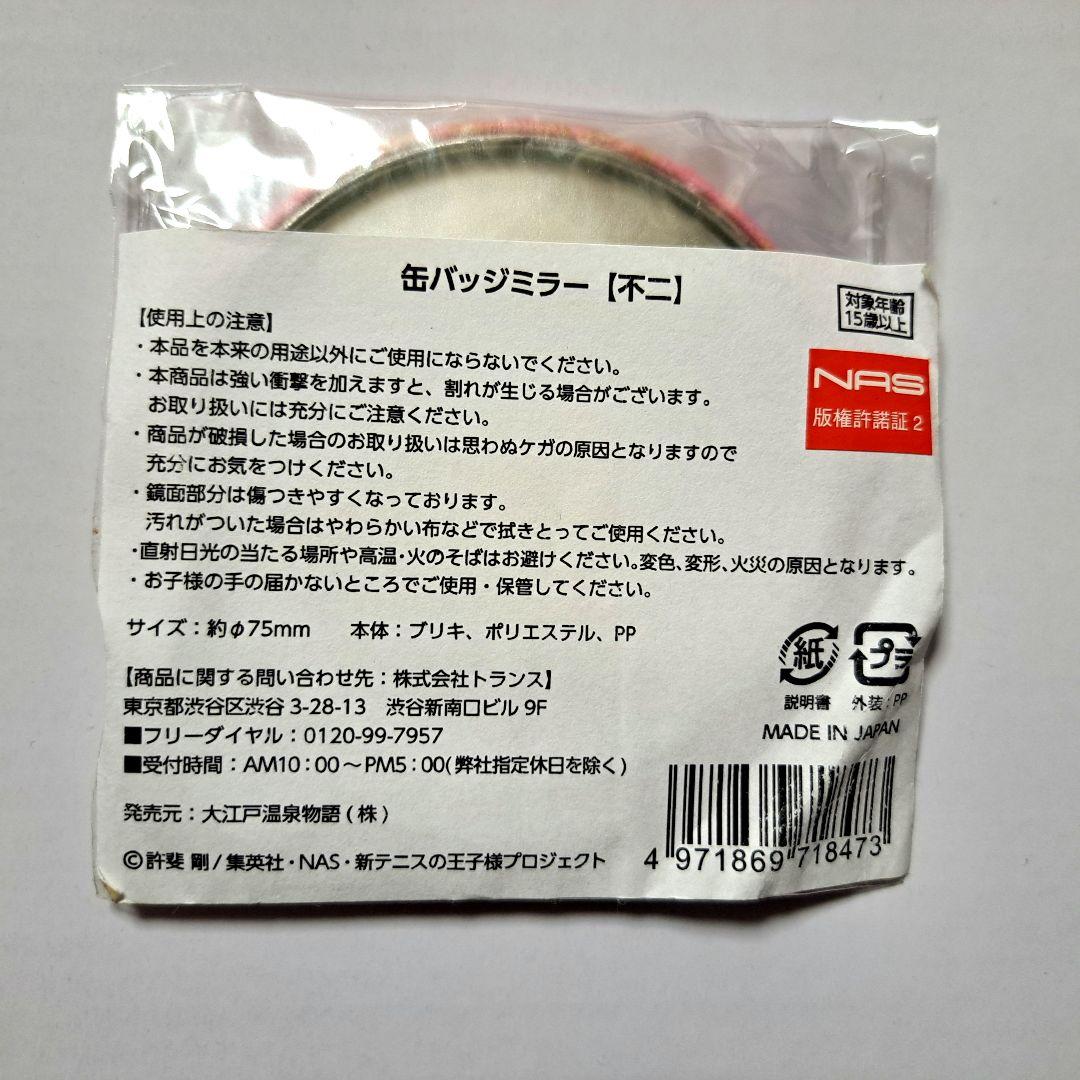 缶バッジミラー【不二】
対象年齢
15歳以上
【使用上の注意】
・本品を本来の用途以外にご使用にならないでください。
・本商品は強い衝撃を加えますと、割れが生じる場合がございます。
お取り扱いには充分にご注意ください。
・商品が破損した場合のお取り扱いは思わぬケガの原因となりますので
充分にお気をつけください。
・鏡面部分は傷つきやすくなっております。
汚れがついた場合はやわらかい布などで拭きとってご使用ください。
・直射日光の当たる場所や高温・火のそばはお避けください。変色、変形、火災の原因となります。
・お子様の手の届かないところでご使用・保管してください。
NAS
版権許諾証2
サイズ：約φ75mm 本体：ブリキ、ポリエステル、PP
紙 プラ
説明書 外装：PP
MADE IN JAPAN
【商品に関する問い合わせ先：株式会社トランス】
東京都渋谷区渋谷 3-28-13 渋谷新南口ビル 9F
■フリーダイヤル：0120-99-7957
■受付時間：AM10：00～PM5：00(弊社指定休日を除く)
発売元：大江戸温泉物語(株)
©許斐 剛/集英社・NAS・新テニスの王子様プロジェクト
4 971869 718473